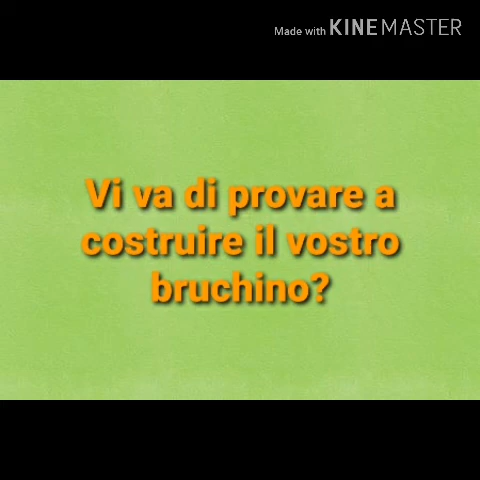 Made with KINEMASTER
Vi va di provare a
costruire il vostro
bruchino?